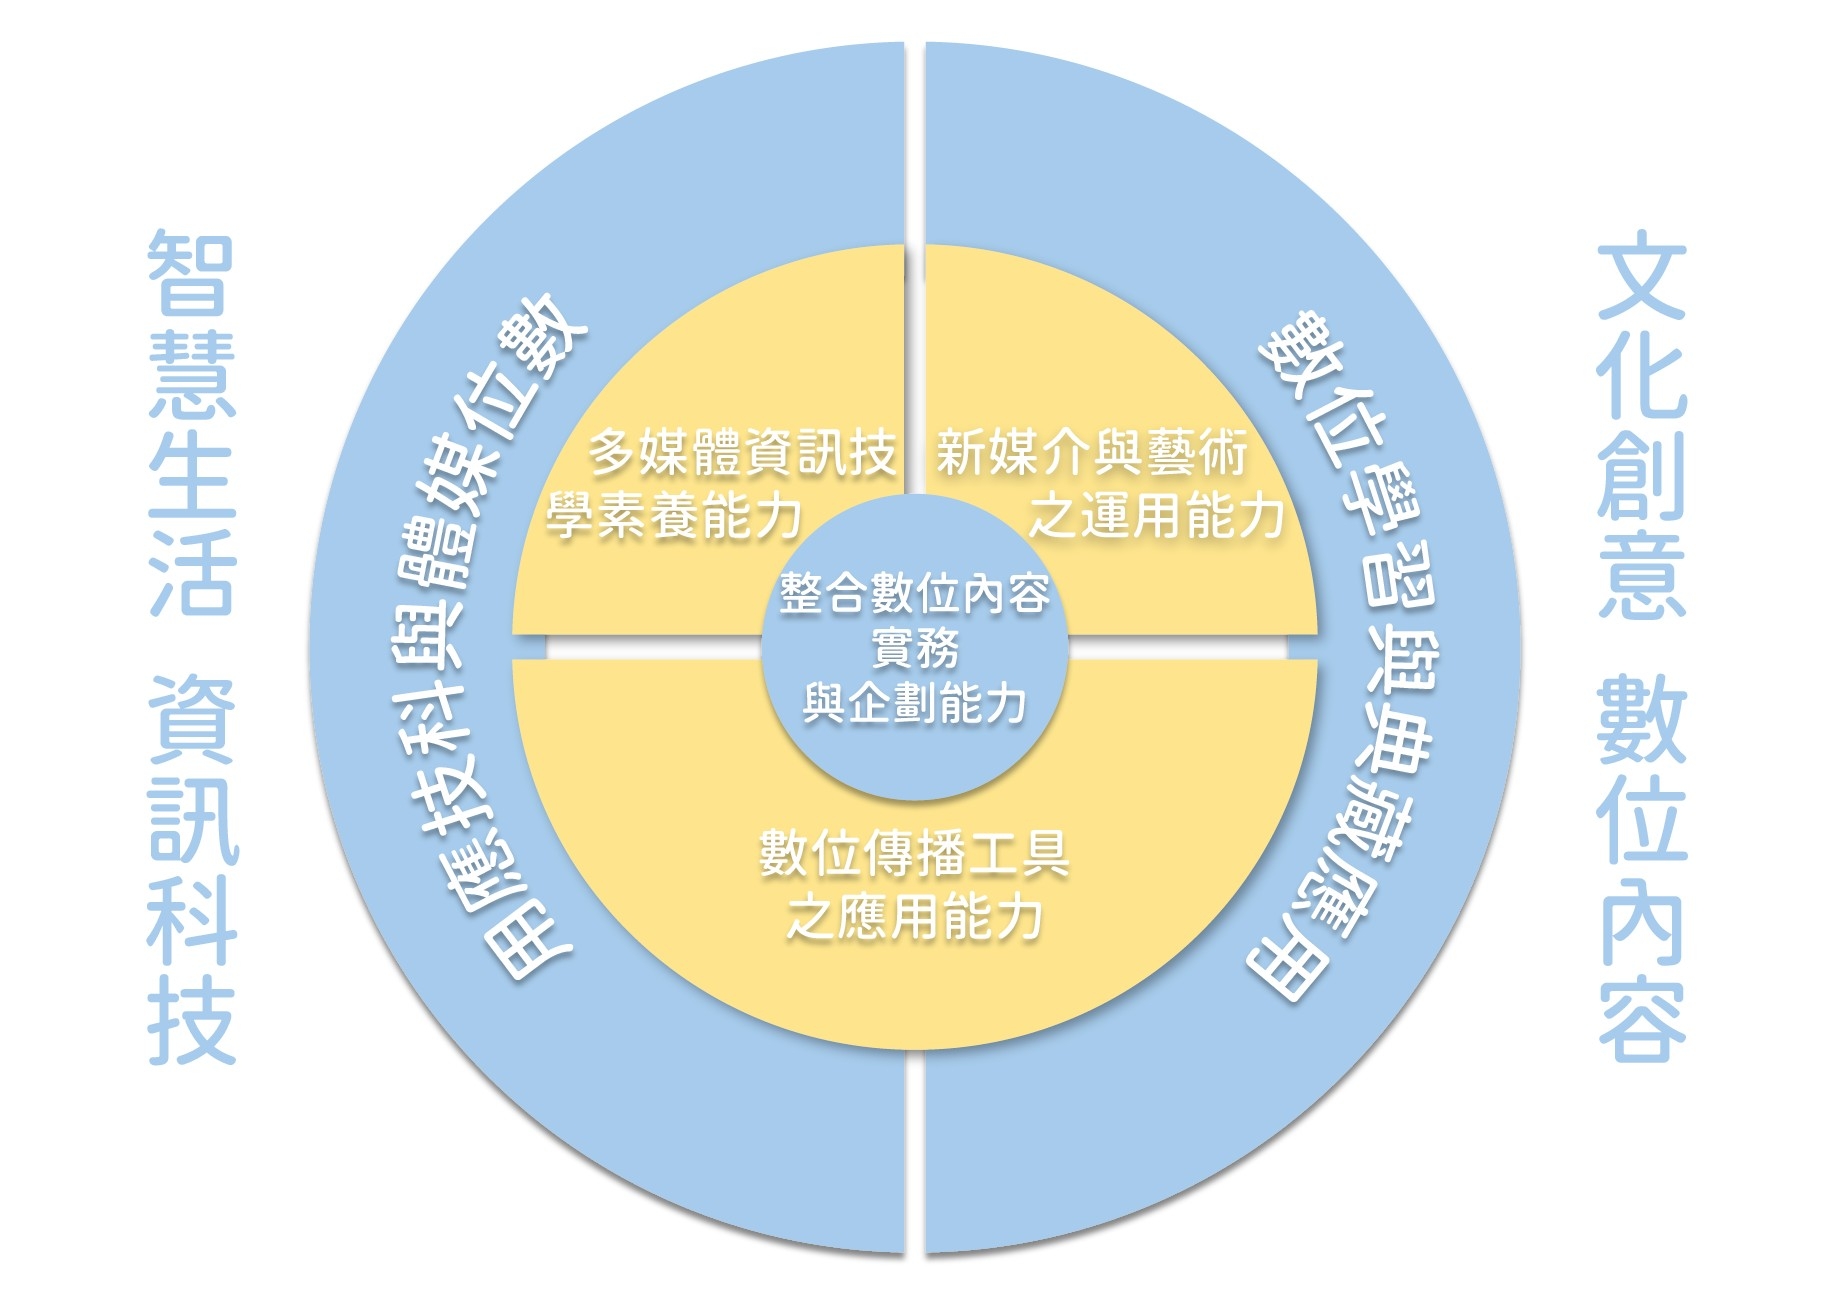 智慧生活 資訊科技
數位媒體與科技應用
多媒體資訊技
學素養能力
新媒介與藝術
之運用能力
整合數位內容
實務
與企劃能力
數位傳播工具
之應用能力
數位學習與典藏應用
文化創意 數位內容